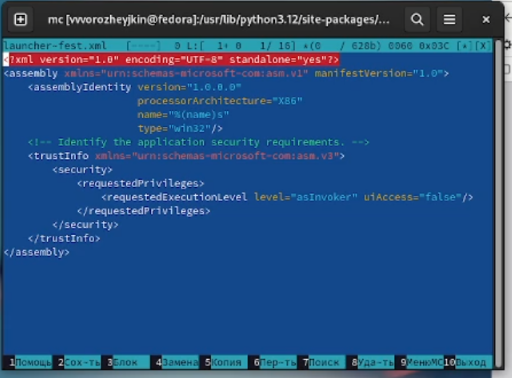 mc [vvvorozheyjkin@fedora]:/usr/lib/python3.12/site-packages/...
launcher-fest.xml [----] 0 L:[ 1+ 0 1/ 16] *(0 / 628b) 0060 0x03C [*][X]
<?xml version="1.0" encoding="UTF-8" standalone="yes"?>
<assembly xmlns="urn:schemas-microsoft-com:asm.v1" manifestVersion="1.0">
<assemblyIdentity version="1.0.0.0"
processorArchitecture="X86"
name="%(name)s"
type="win32"/>
<!-- Identify the application security requirements. -->
<trustInfo xmlns="urn:schemas-microsoft-com:asm.v3">
<security>
<requestedPrivileges>
<requestedExecutionLevel level="asInvoker" uiAccess="false"/>
</requestedPrivileges>
</security>
</trustInfo>
</assembly>
1Помощь 2Сох-ть 3Блок 4Замена 5Копия 6Пер-ть 7Поиск 8Уда-ть 9МенюMC 10Выход